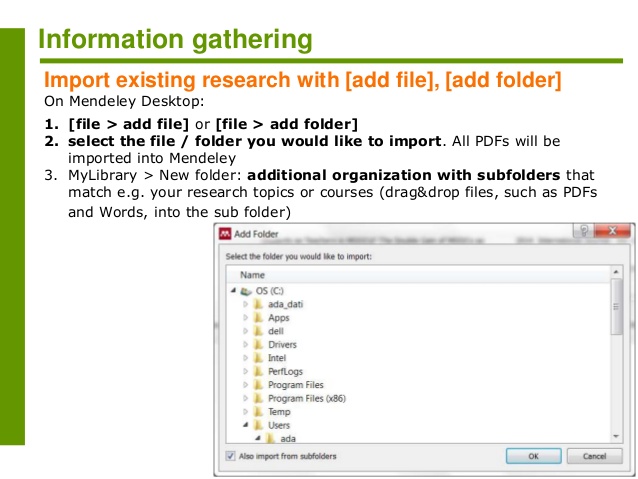 Information gathering
Import existing research with [add file], [add folder]
On Mendeley Desktop:
1. [file > add file] or [file > add folder]
2. select the file / folder you would like to import. All PDFs will be
imported into Mendeley
3. MyLibrary > New folder: additional organization with subfolders that
match e.g. your research topics or courses (drag&drop files, such as PDFs
and Words, into the sub folder)
Add Folder
Select the folder you would like to import:
Name
OS (C:)
ada_dati
Apps
dell
Drivers
Intel
PerfLogs
Program Files
Program Files (x86)
Temp
Users
ada
Also import from subfolders
OK
Cancel